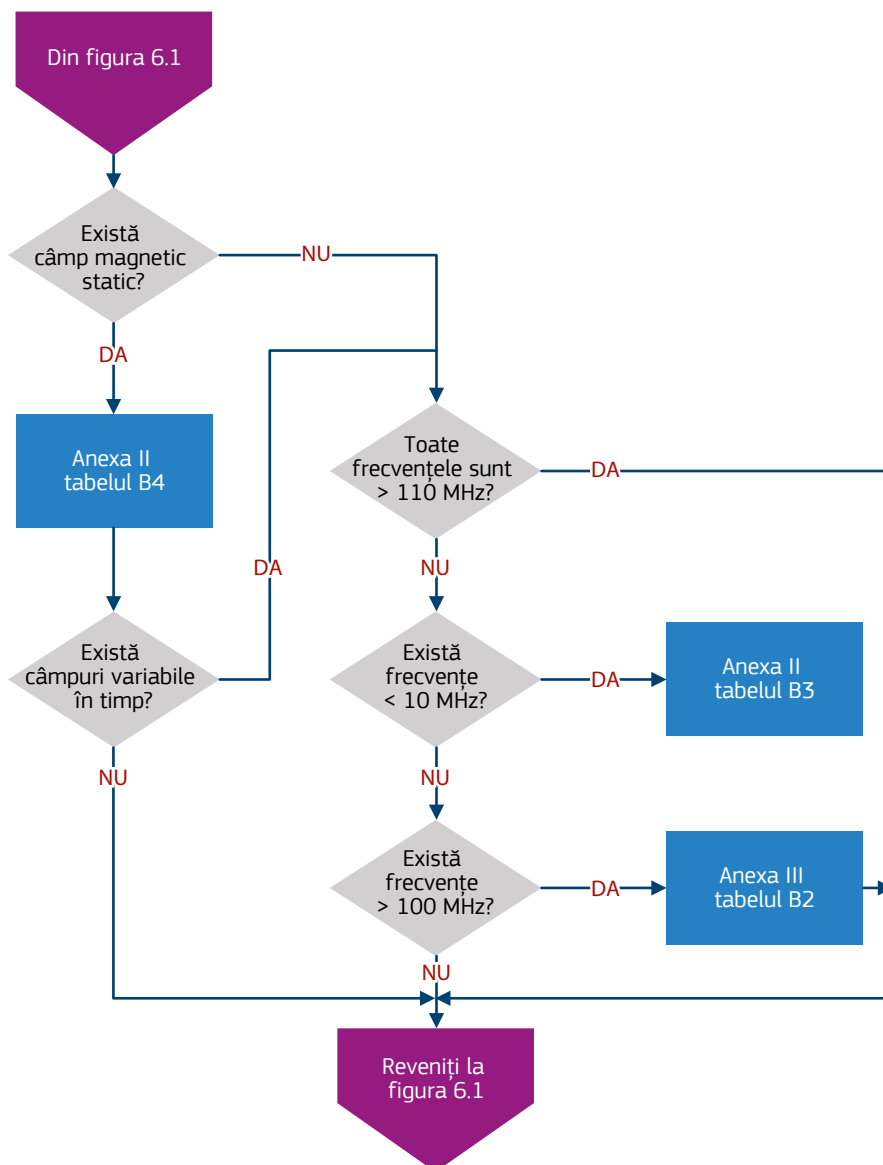 Din figura 6.1
Există
câmp magnetic
static?
NU
DA
Anexa II
tabelul B4
Toate
frecvențele sunt
> 110 MHz?
DA
DA
NU
Există
câmpuri variabile
în timp?
Există
frecvențe
< 10 MHz?
DA
Anexa II
tabelul B3
NU
NU
Există
frecvențe
> 100 MHz?
DA
Anexa III
tabelul B2
NU
Reveniți la
figura 6.1